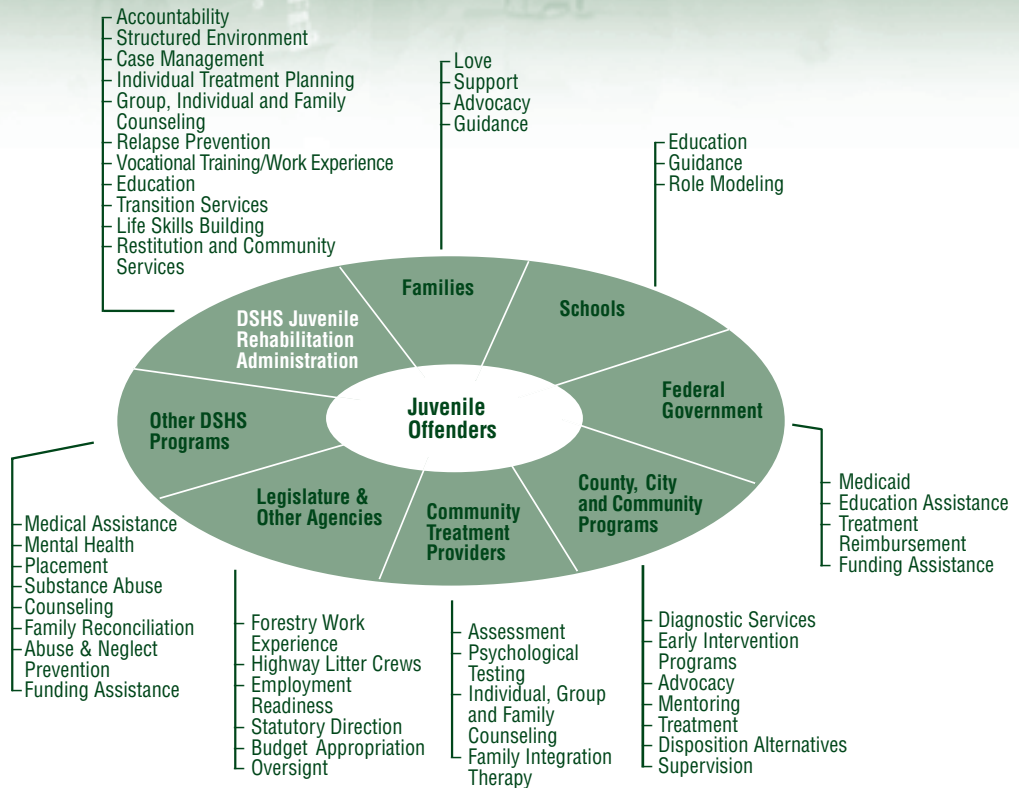 Accountability
Structured Environment
Case Management
Individual Treatment Planning
Group, Individual and Family
Counseling
Relapse Prevention
Vocational Training/Work Experience
Education
Transition Services
Life Skills Building
Restitution and Community
Services
Love
Support
Advocacy
Guidance
Education
Guidance
Role Modeling
Families
Schools
DSHS Juvenile
Rehabilitation
Administration
Federal
Government
Juvenile
Offenders
Other DSHS
Programs
Legislature &
Other Agencies
Community
Treatment
Providers
County, City
and Community
Programs
Medical Assistance
Mental Health
Placement
Substance Abuse
Counseling
Family Reconciliation
Abuse & Neglect
Prevention
Funding Assistance
Forestry Work
Experience
Highway Litter Crews
Employment
Readiness
Statutory Direction
Budget Appropriation
Oversignt
Assessment
Psychological
Testing
Individual, Group
and Family
Counseling
Family Integration
Therapy
Diagnostic Services
Early Intervention
Programs
Advocacy
Mentoring
Treatment
Disposition Alternatives
Supervision
Medicaid
Education Assistance
Treatment
Reimbursement
Funding Assistance